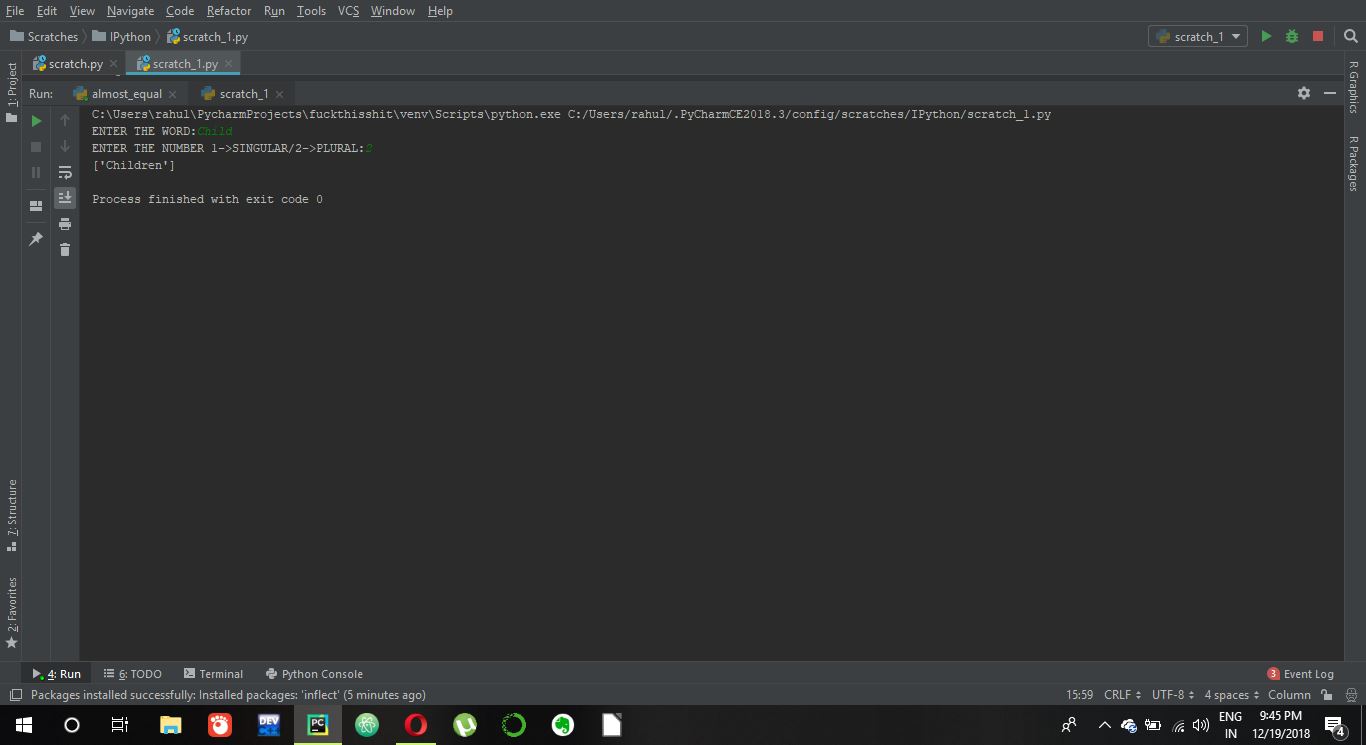 File Edit View Navigate Code Refactor Run Tools VCS Window Help
Scratches IPython scratch_1.py scratch_1
scratch.py scratch_1.py
Run: almost_equal scratch_1
C:\Users\rahul\PycharmProjects\fuckthisshit\venv\Scripts\python.exe C:/Users/rahul/.PyCharmCE2018.3/config/scratches/IPython/scratch_1.py
ENTER THE WORD:Child
ENTER THE NUMBER 1->SINGULAR/2->PLURAL:2
['Children']
Process finished with exit code 0
1: Project
7: Structure
2: Favorites
R Graphics
R Packages
4: Run 6: TODO Terminal Python Console 3 Event Log
Packages installed successfully: Installed packages: 'inflect' (5 minutes ago) 15:59 CRLF UTF-8 4 spaces Column
DEV C++ PC ENG 9:45 PM
IN 12/19/2018 4